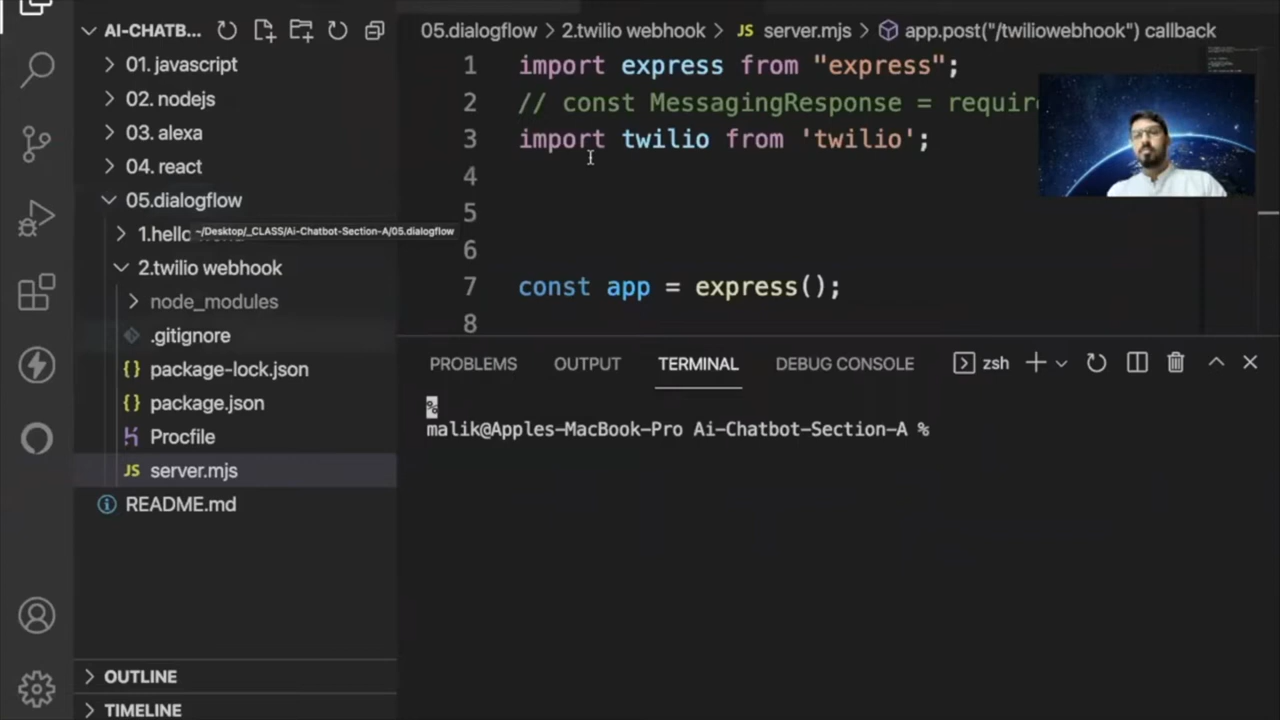 AI-CHATB...
01. javascript
02. nodejs
03. alexa
04. react
05.dialogflow
1.hell
~/Desktop/_CLASS/Ai-Chatbot-Section-A/05.dialogflow
2.twilio webhook
node_modules
.gitignore
package-lock.json
package.json
Procfile
JS server.mjs
README.md
OUTLINE
TIMELINE
05.dialogflow > 2.twilio webhook > JS server.mjs > app.post("/twiliowebhook") callback
1 import express from "express";
2 // const MessagingResponse = require
3 import twilio from 'twilio';
4
5
6
7 const app = express();
8
PROBLEMS OUTPUT TERMINAL DEBUG CONSOLE zsh
%
malik@Apples-MacBook-Pro Ai-Chatbot-Section-A %